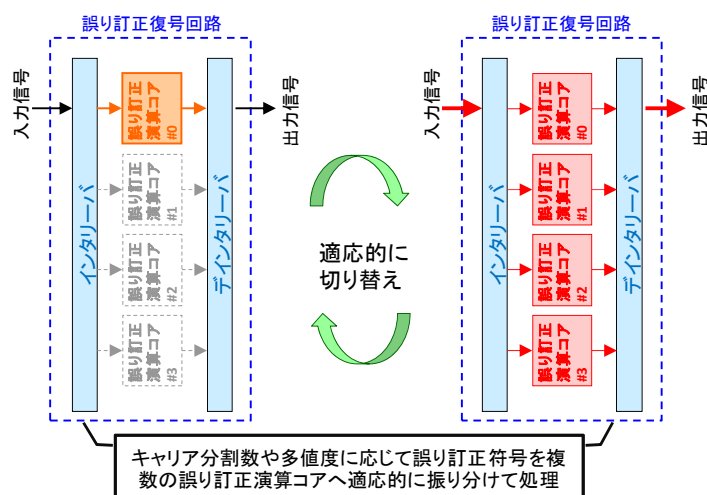 誤り訂正復号回路
入力信号
インタリーバ
誤り訂正
演算コア
#0
誤り訂正
演算コア
#1
誤り訂正
演算コア
#2
誤り訂正
演算コア
#3
デインタリーバ
出力信号
適応的に
切り替え
誤り訂正復号回路
入力信号
インタリーバ
誤り訂正
演算コア
#0
誤り訂正
演算コア
#1
誤り訂正
演算コア
#2
誤り訂正
演算コア
#3
デインタリーバ
出力信号
キャリア分割数や多値度に応じて誤り訂正符号を複
数の誤り訂正演算コアへ適応的に振り分けて処理